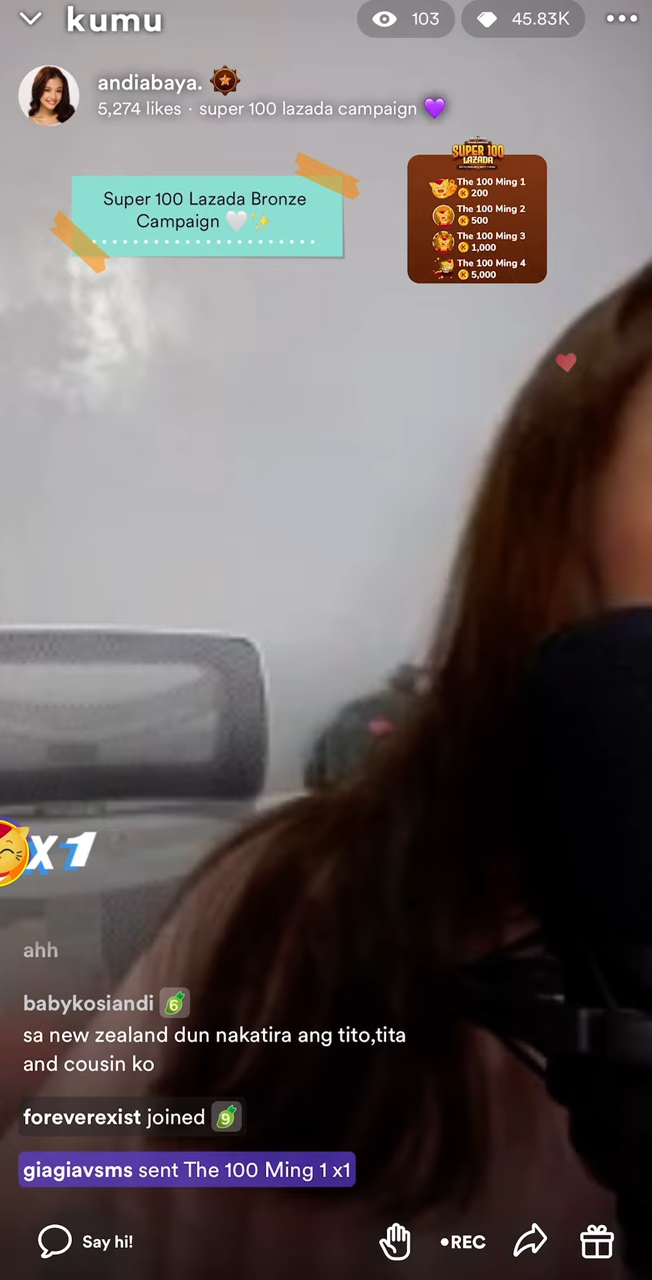 kumu
103
45.83K
andiabaya.
5,274 likes · super 100 lazada campaign 💜
Super 100 Lazada Bronze
Campaign 🤍✨
SUPER 100
LAZADA
The 100 Ming 1
K 200
The 100 Ming 2
K 500
The 100 Ming 3
K 1,000
The 100 Ming 4
K 5,000
X1
ahh
babykosiandi 6
sa new zealand dun nakatira ang tito,tita
and cousin ko
foreverexist joined 9
giagiavsms sent The 100 Ming 1 x1
Say hi!
•REC